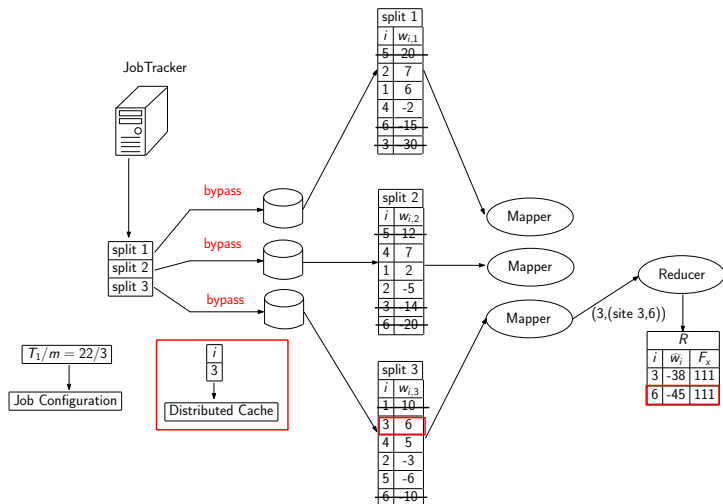 JobTracker
split 1
split 2
split 3
bypass
bypass
bypass
split 1
i w_{i,1}
5 20
2 7
1 6
4 -2
6 -15
3 -30
split 2
i w_{i,2}
5 12
4 7
1 2
2 -5
3 -14
6 -20
split 3
i w_{i,3}
1 10
3 6
4 5
2 -3
5 -6
6 -10
Mapper
Mapper
Mapper
(3,(site 3,6))
Reducer
R
i w̄_i F_x
3 -38 111
6 -45 111
T_1/m = 22/3
Job Configuration
i
3
Distributed Cache